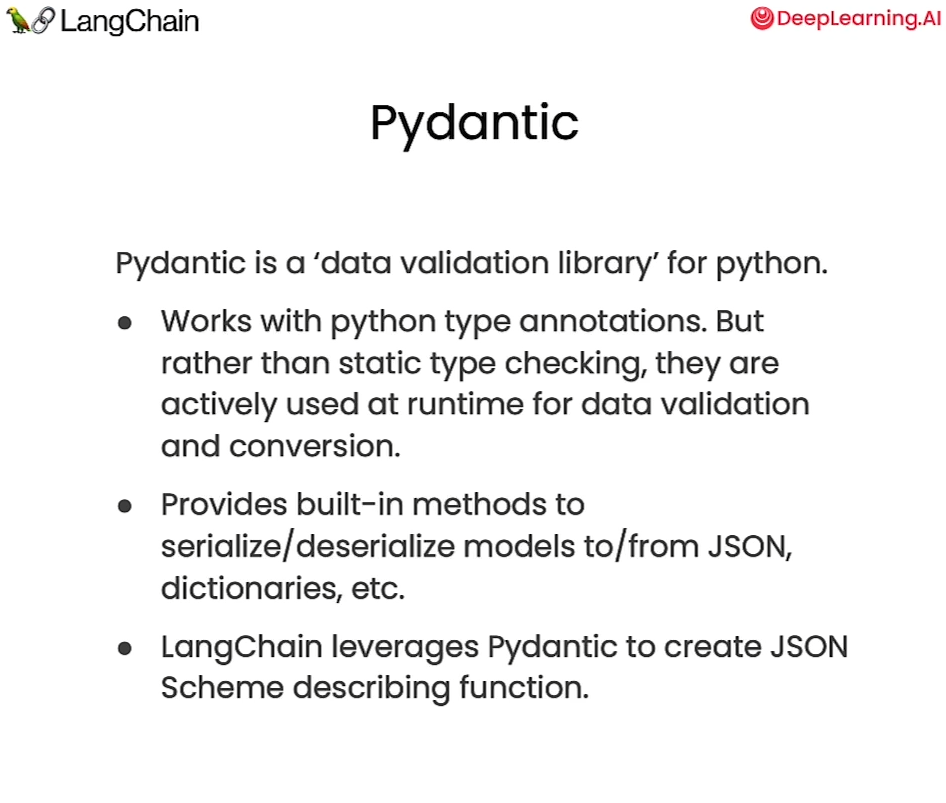 LangChain
DeepLearning.AI
Pydantic
Pydantic is a ‘data validation library’ for python.
● Works with python type annotations. But
rather than static type checking, they are
actively used at runtime for data validation
and conversion.
● Provides built-in methods to
serialize/deserialize models to/from JSON,
dictionaries, etc.
● LangChain leverages Pydantic to create JSON
Scheme describing function.